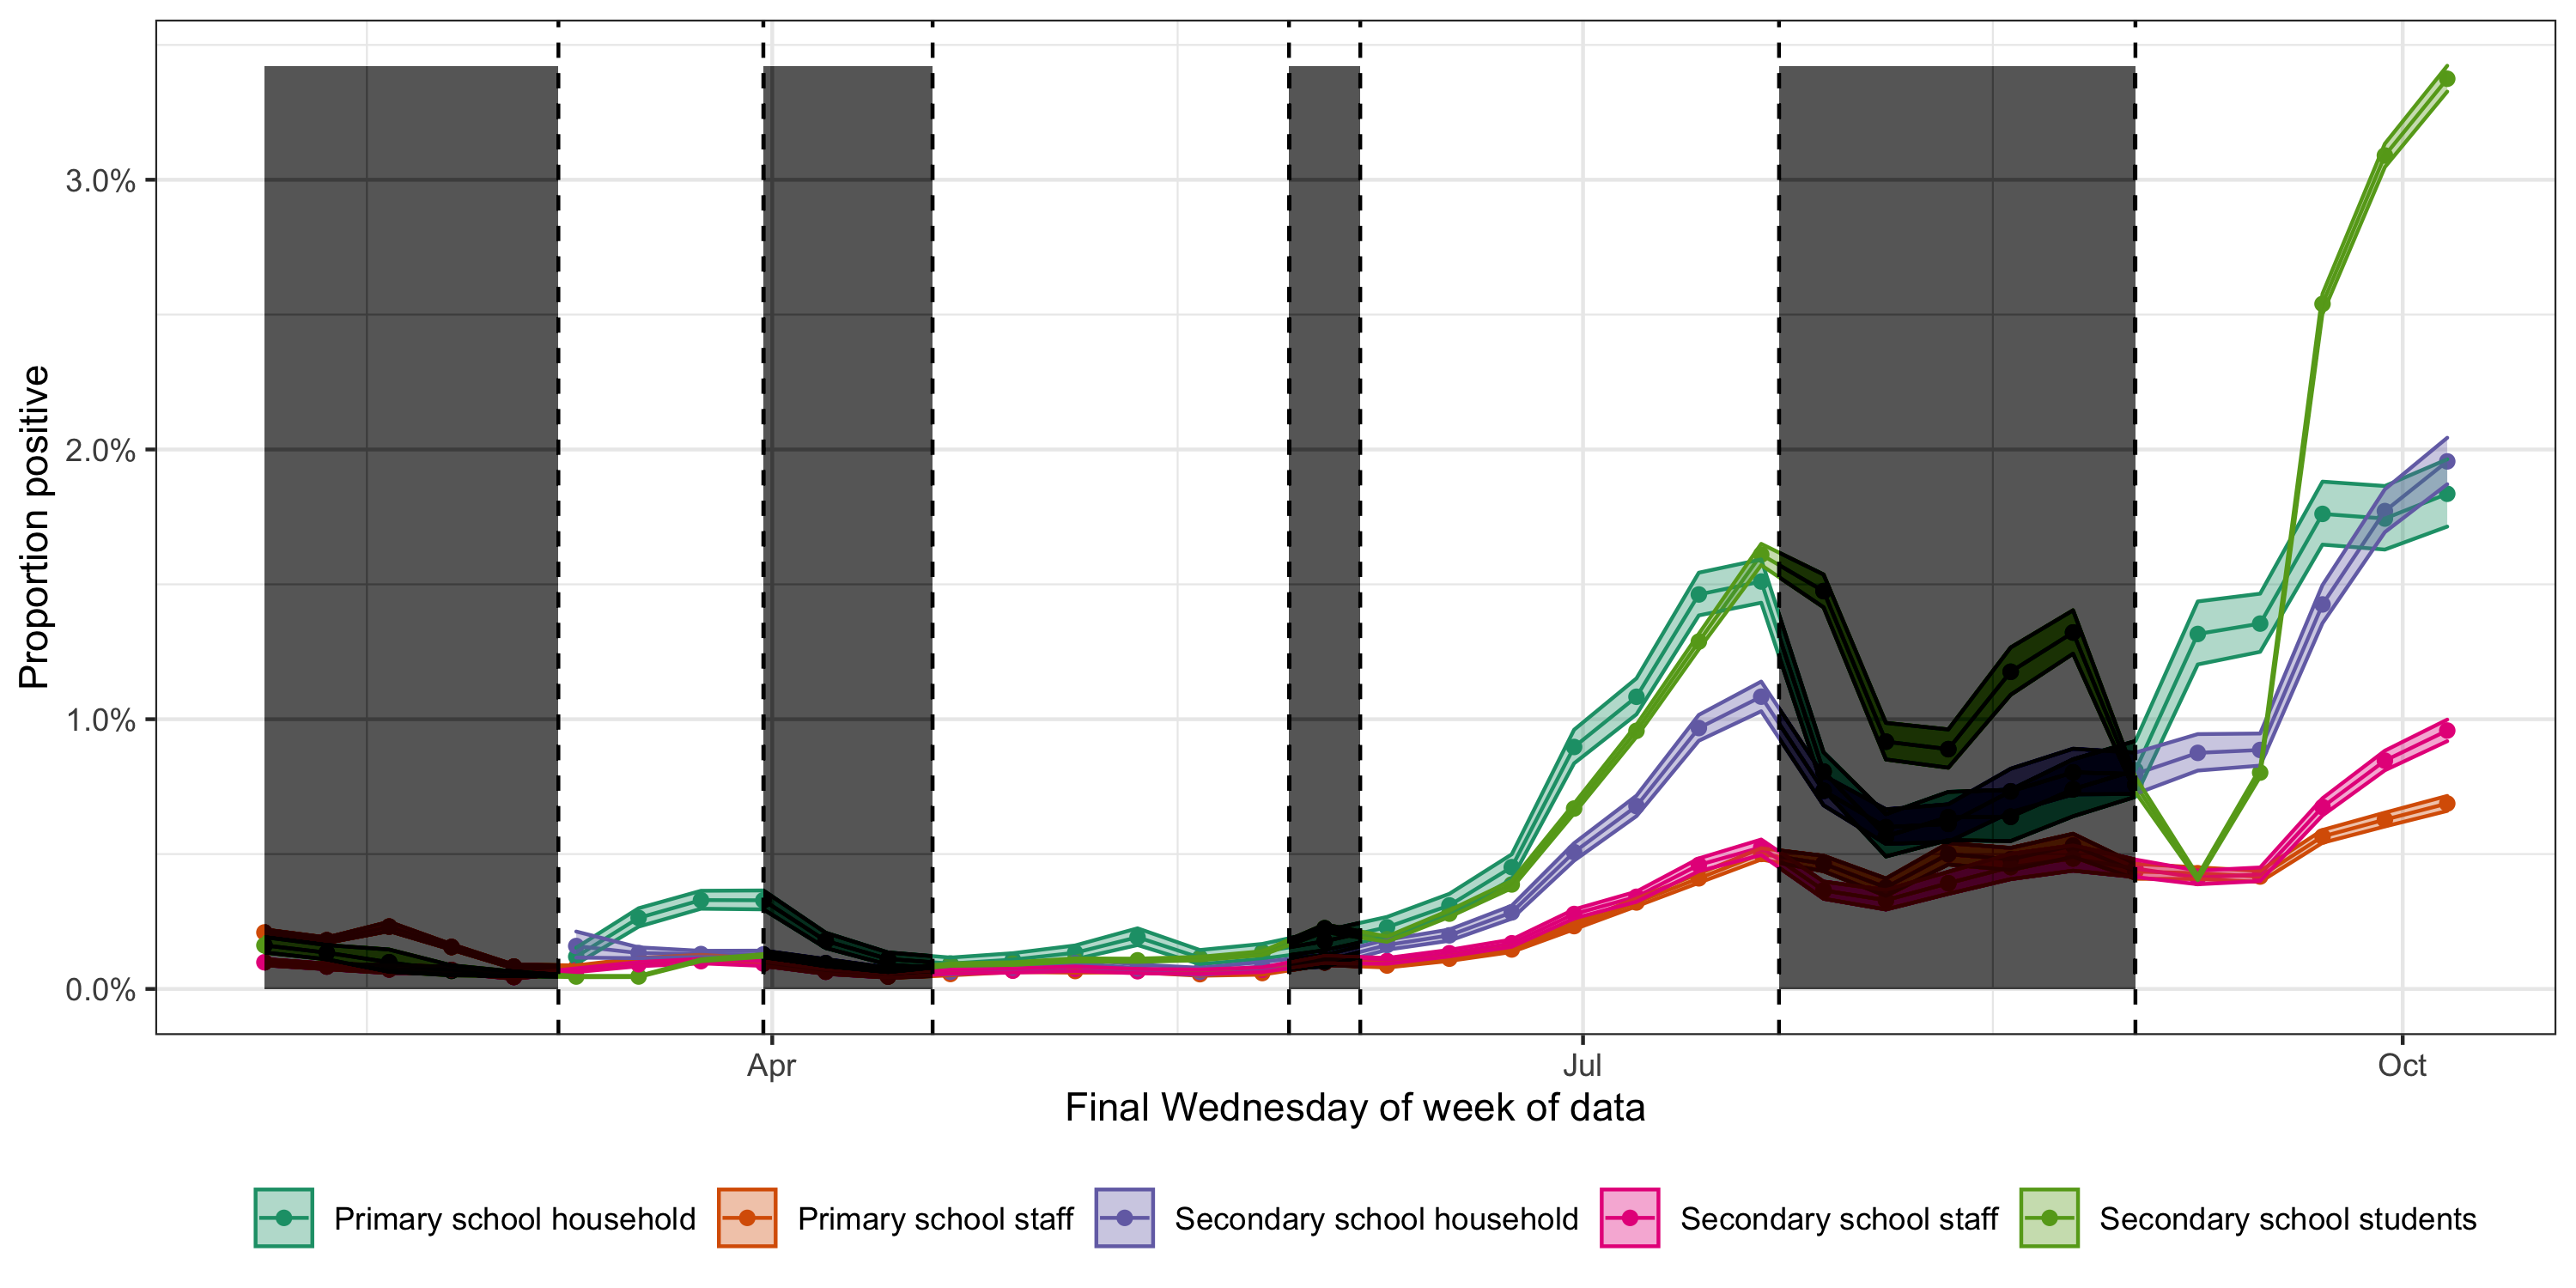 Proportion positive
3.0%
2.0%
1.0%
0.0%
Apr Jul Oct
Final Wednesday of week of data
Primary school household Primary school staff Secondary school household Secondary school staff Secondary school students